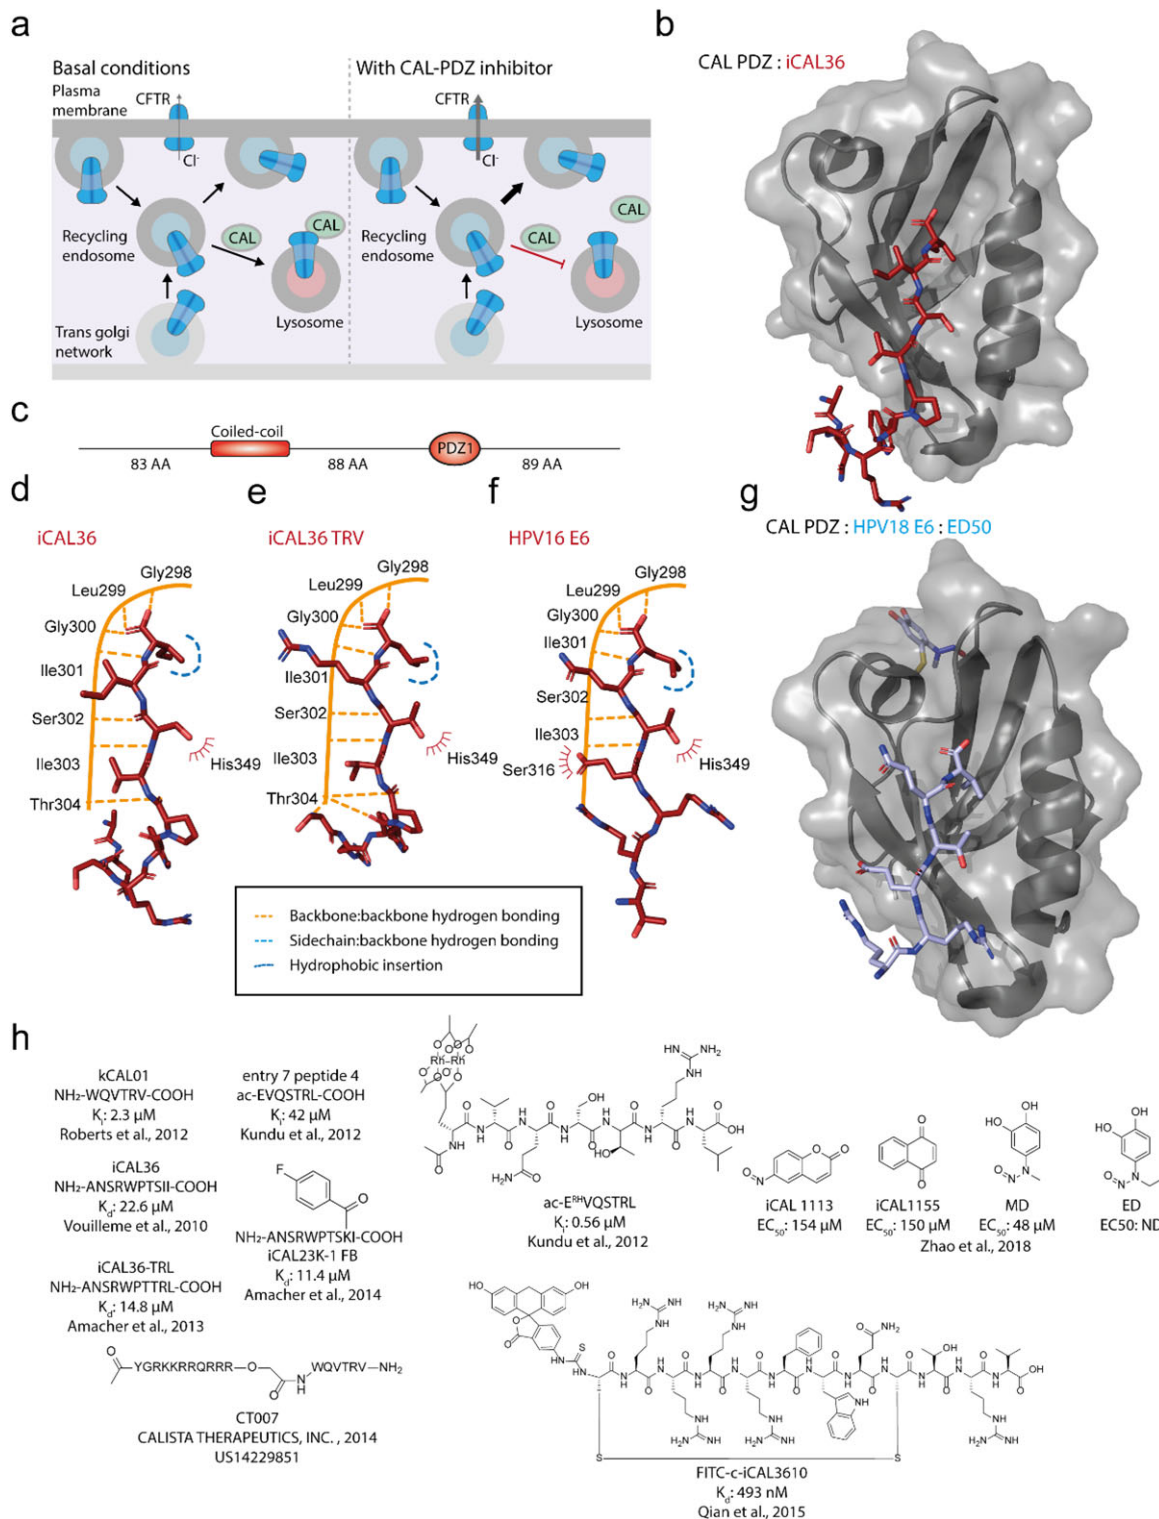 a
Basal conditions
With CAL-PDZ inhibitor
Plasma
membrane
CFTR
CFTR
Cl-
Cl-
Recycling
endosome
CAL
CAL
Lysosome
Recycling
endosome
CAL
CAL
Lysosome
Trans golgi
network
b
CAL PDZ : iCAL36
c
Coiled-coil
PDZ1
83 AA
88 AA
89 AA
d
iCAL36
Gly298
Leu299
Gly300
Ile301
Ser302
Ile303
Thr304
His349
e
iCAL36 TRV
Gly298
Leu299
Gly300
Ile301
Ser302
Ile303
Thr304
His349
f
HPV16 E6
Gly298
Leu299
Gly300
Ile301
Ser302
Ile303
Ser316
His349
Backbone:backbone hydrogen bonding
Sidechain:backbone hydrogen bonding
Hydrophobic insertion
g
CAL PDZ : HPV18 E6 : ED50
h
kCAL01
NH₂-WQVTRV-COOH
Kᵢ: 2.3 µM
Roberts et al., 2012
entry 7 peptide 4
ac-EVQSTRL-COOH
Kᵢ: 42 µM
Kundu et al., 2012
iCAL36
NH₂-ANSRWPTSII-COOH
K_d: 22.6 µM
Vouilleme et al., 2010
F
O
NH₂-ANSRWPTSKI-COOH
iCAL23K-1 FB
K_d: 11.4 µM
Amacher et al., 2014
iCAL36-TRL
NH₂-ANSRWPTTRL-COOH
K_d: 14.8 µM
Amacher et al., 2013
ac-E^RH VQSTRL
Kᵢ: 0.56 µM
Kundu et al., 2012
iCAL 1113
EC₅₀: 154 µM
iCAL1155
EC₅₀: 150 µM
MD
EC₅₀: 48 µM
ED
EC50: ND
Zhao et al., 2018
YGRKKRRQRRR
O
WQVTRV
NH₂
CT007
CALISTA THERAPEUTICS, INC. , 2014
US14229851
FITC-c-iCAL3610
K_d: 493 nM
Qian et al., 2015